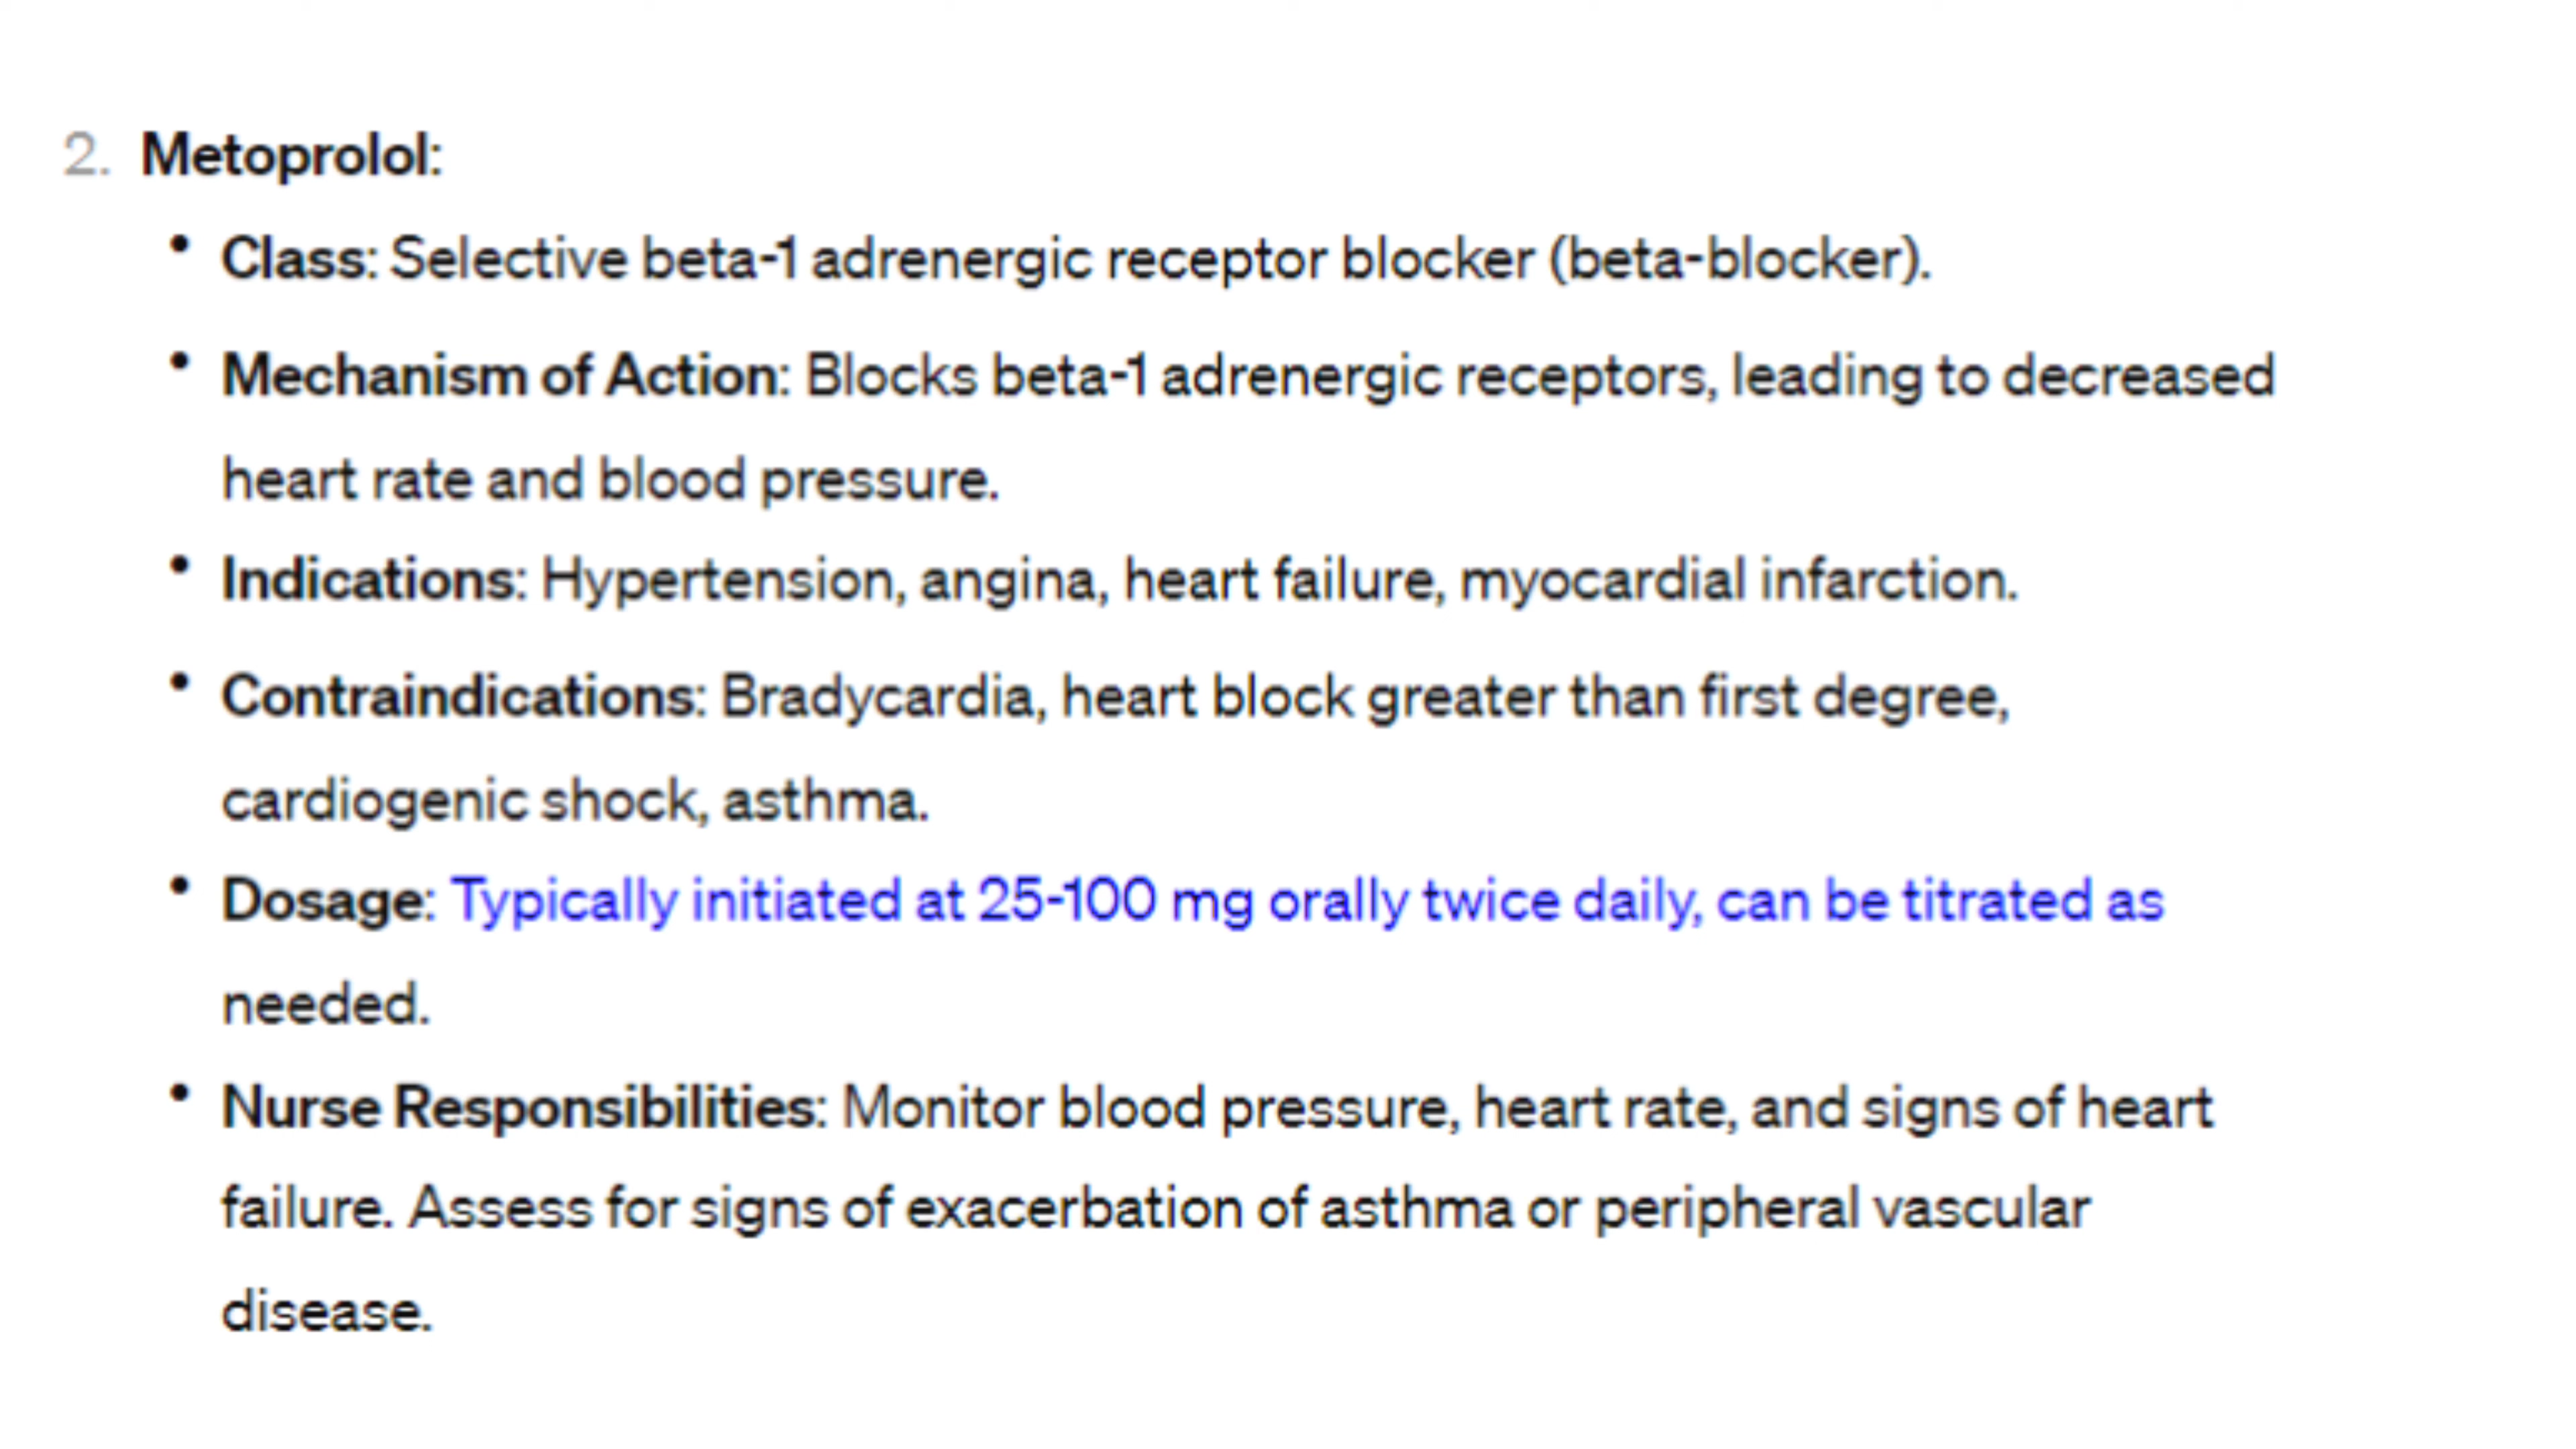 2. Metoprolol:
• Class: Selective beta-1 adrenergic receptor blocker (beta-blocker).
• Mechanism of Action: Blocks beta-1 adrenergic receptors, leading to decreased
heart rate and blood pressure.
• Indications: Hypertension, angina, heart failure, myocardial infarction.
• Contraindications: Bradycardia, heart block greater than first degree,
cardiogenic shock, asthma.
• Dosage: Typically initiated at 25-100 mg orally twice daily, can be titrated as
needed.
• Nurse Responsibilities: Monitor blood pressure, heart rate, and signs of heart
failure. Assess for signs of exacerbation of asthma or peripheral vascular
disease.